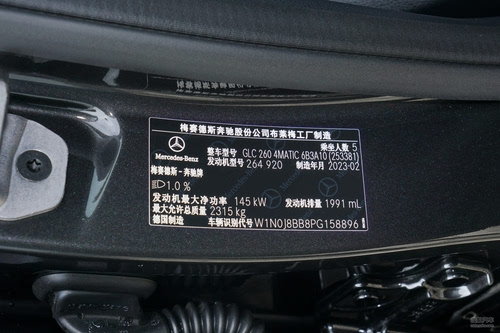 梅赛德斯奔驰股份公司布莱梅工厂制造
乘坐人数 5
整车型号 GLC 260 4MATIC 6B3A10 (253381)
发动机型号 264 920 制造年月 2023-02
Mercedes-Benz
梅赛德斯－奔驰牌
1.0 %
发动机最大净功率 145 kW 发动机排量 1991 mL
最大允许总质量 2315 kg
德国制造 车辆识别代号 W1N0J8BB8PG158896